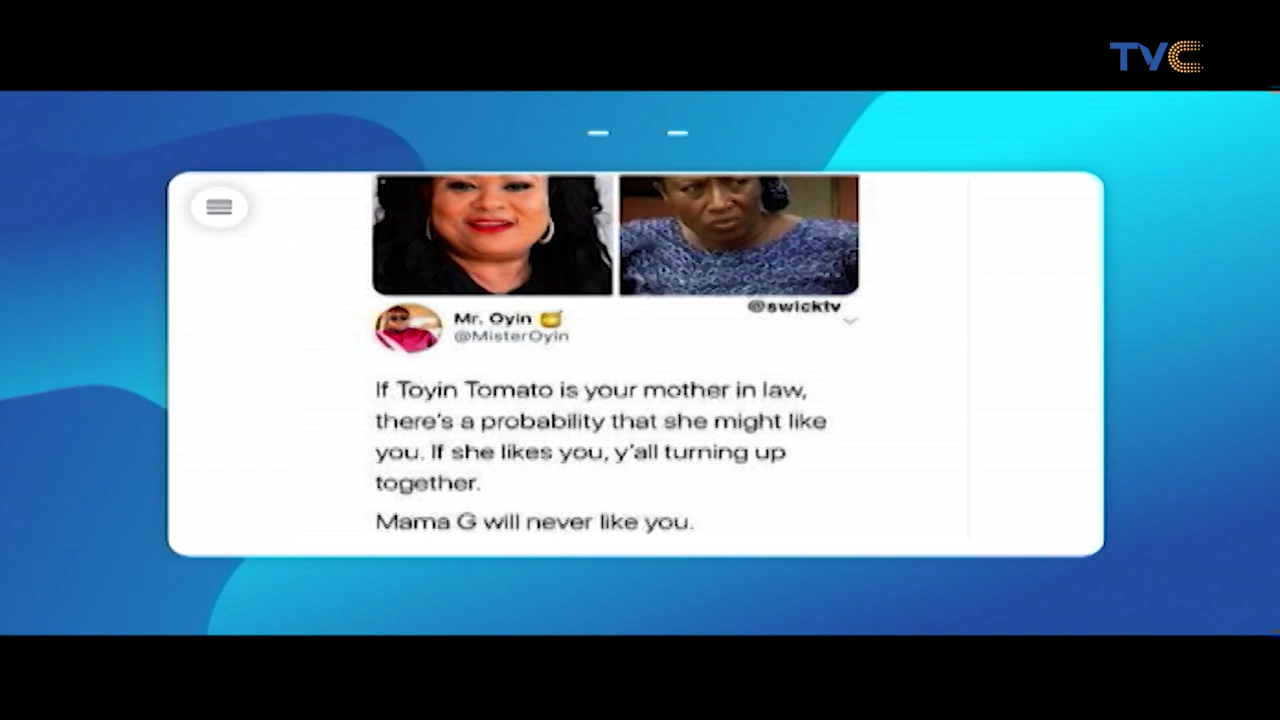 TVC
@swicktv
Mr. Oyin
@MisterOyin
If Toyin Tomato is your mother in law,
there's a probability that she might like
you. If she likes you, y'all turning up
together.
Mama G will never like you.